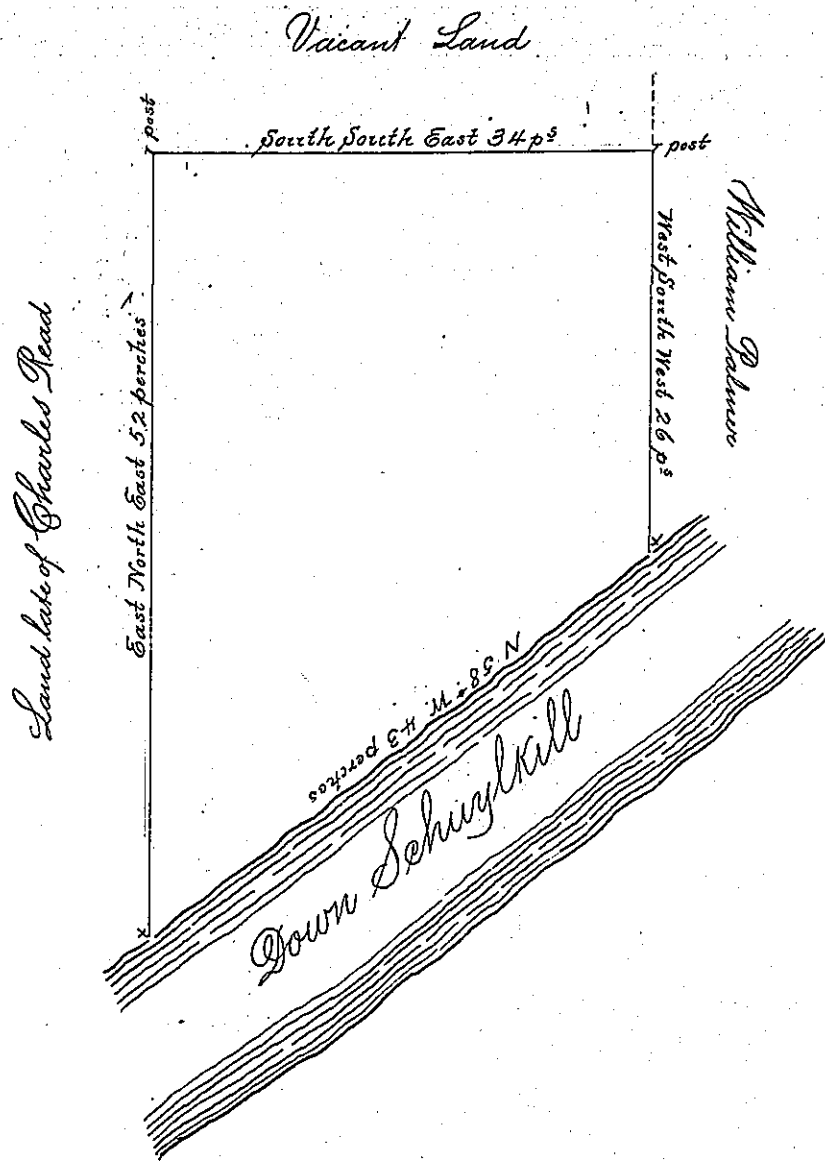 Vacant Land
post
South South East 34 pˢ
post
William Palmer
West South West 26 pˢ
Land late of Charles Read
East North East 52 perches
N 58° W. 43 perches
Down Schuylkill